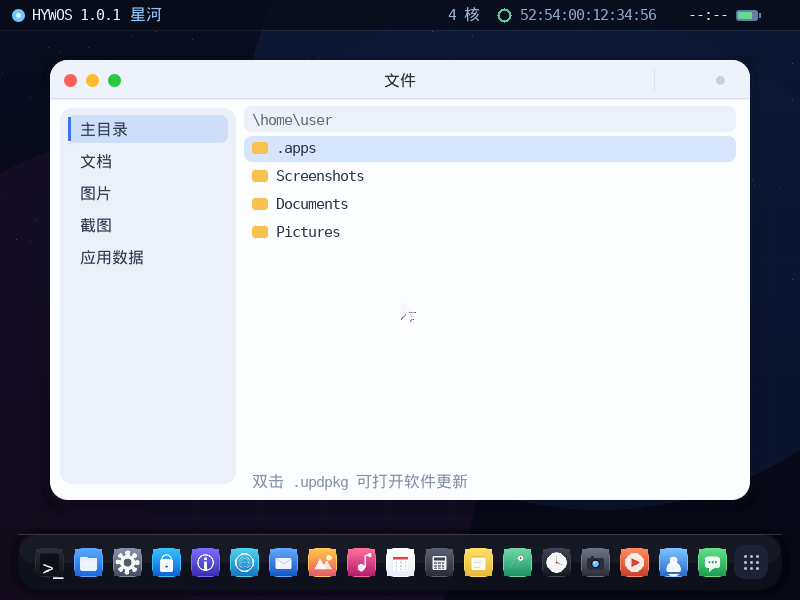 HYWOS 1.0.1 星河
4 核 52:54:00:12:34:56 --:--
文件
主目录
文档
图片
截图
应用数据
\home\user
.apps
Screenshots
Documents
Pictures
双击 .updpkg 可打开软件更新
>_